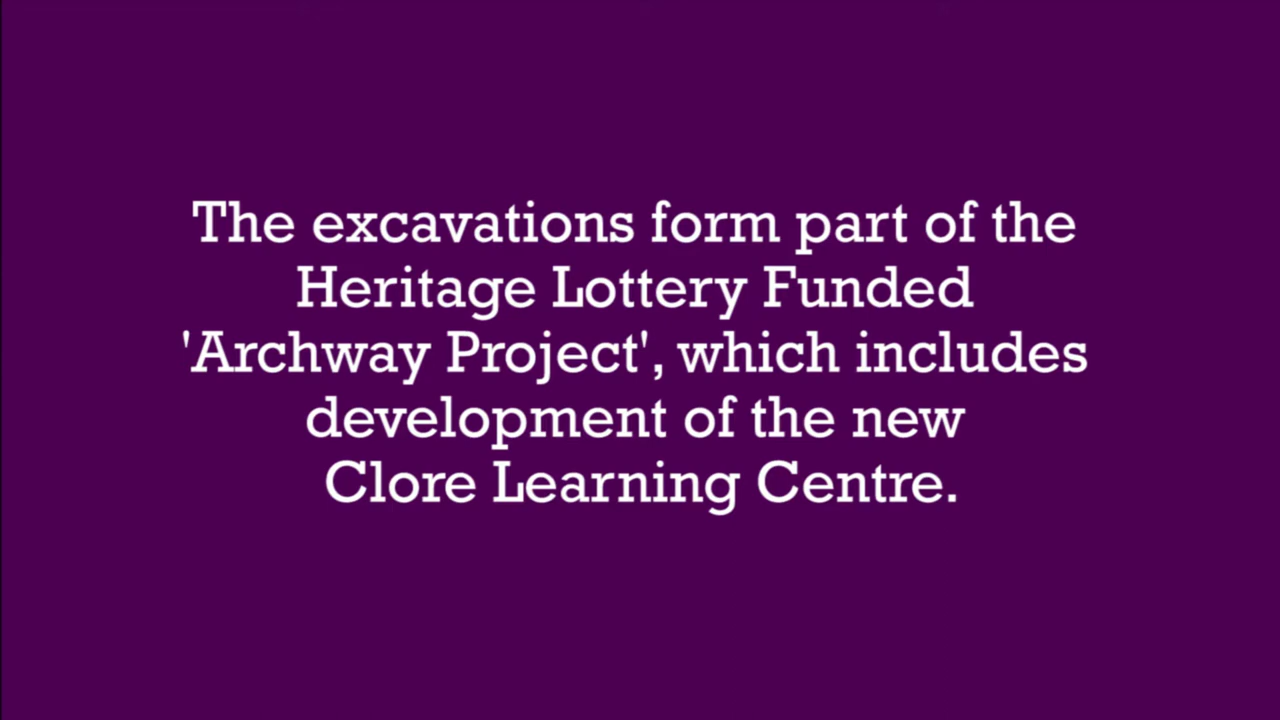 The excavations form part of the
Heritage Lottery Funded
'Archway Project', which includes
development of the new
Clore Learning Centre.